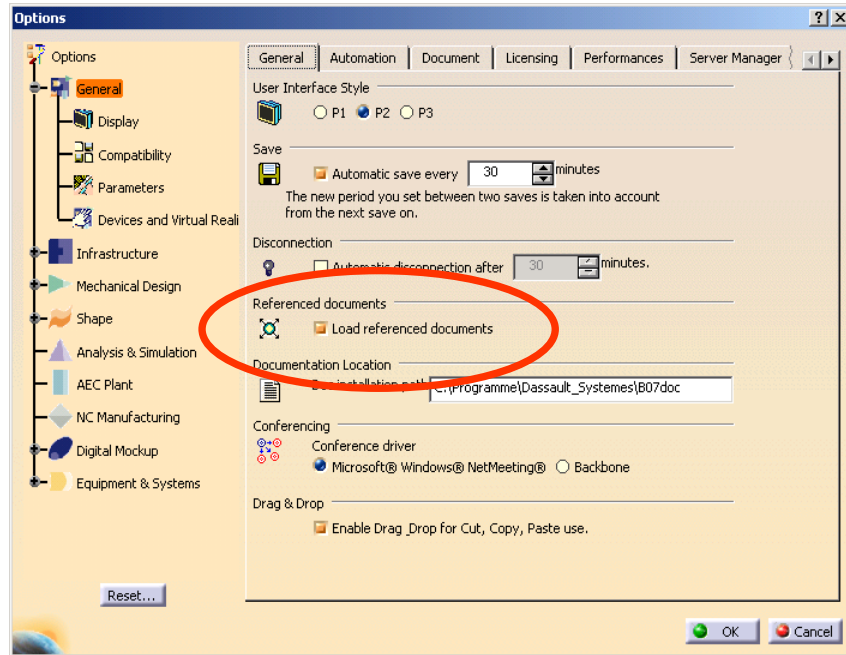 Options
Options
General
Display
Compatibility
Parameters
Devices and Virtual Reali
Infrastructure
Mechanical Design
Shape
Analysis & Simulation
AEC Plant
NC Manufacturing
Digital Mockup
Equipment & Systems
Reset...
General Automation Document Licensing Performances Server Manager
User Interface Style
P1 P2 P3
Save
Automatic save every 30 minutes
The new period you set between two saves is taken into account
from the next save on.
Disconnection
Automatic disconnection after 30 minutes.
Referenced documents
Load referenced documents
Documentation Location
installation C:\Programme\Dassault_Systemes\B07doc
Conferencing
Conference driver
Microsoft® Windows® NetMeeting® Backbone
Drag & Drop
Enable Drag_Drop for Cut, Copy, Paste use.
OK Cancel